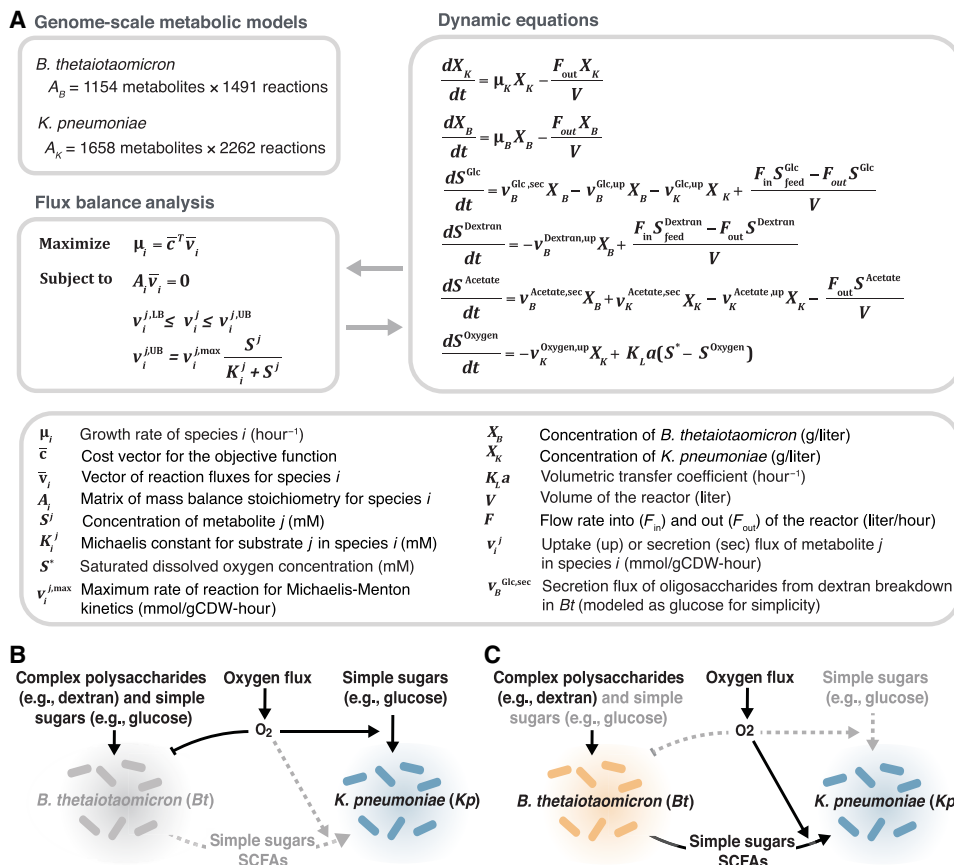 A
Genome-scale metabolic models
B. thetaiotaomicron
A_B = 1154 metabolites × 1491 reactions
K. pneumoniae
A_K = 1658 metabolites × 2262 reactions
Flux balance analysis
Maximize μ_i = c̄^T v̄_i
Subject to A_i v̄_i = 0
v_i^{j,LB} ≤ v_i^j ≤ v_i^{j,UB}
v_i^{j,UB} = v_i^{j,max} S^j / (K_i^j + S^j)
Dynamic equations
dX_K/dt = μ_K X_K − F_out X_K / V
dX_B/dt = μ_B X_B − F_out X_B / V
dS^Glc/dt = v_B^{Glc,sec} X_B − v_B^{Glc,up} X_B − v_K^{Glc,up} X_K + (F_in S_feed^Glc − F_out S^Glc) / V
dS^Dextran/dt = −v_B^{Dextran,up} X_B + (F_in S_feed^Dextran − F_out S^Dextran) / V
dS^Acetate/dt = v_B^{Acetate,sec} X_B + v_K^{Acetate,sec} X_K − v_K^{Acetate,up} X_K − F_out S^Acetate / V
dS^Oxygen/dt = −v_K^{Oxygen,up} X_K + K_L a(S^* − S^Oxygen)
μ_i Growth rate of species i (hour⁻¹)
c̄ Cost vector for the objective function
v̄_i Vector of reaction fluxes for species i
A_i Matrix of mass balance stoichiometry for species i
S^j Concentration of metabolite j (mM)
K_i^j Michaelis constant for substrate j in species i (mM)
S^* Saturated dissolved oxygen concentration (mM)
v_i^{j,max} Maximum rate of reaction for Michaelis-Menton
kinetics (mmol/gCDW-hour)
X_B Concentration of B. thetaiotaomicron (g/liter)
X_K Concentration of K. pneumoniae (g/liter)
K_L a Volumetric transfer coefficient (hour⁻¹)
V Volume of the reactor (liter)
F Flow rate into (F_in) and out (F_out) of the reactor (liter/hour)
v_i^j Uptake (up) or secretion (sec) flux of metabolite j
in species i (mmol/gCDW-hour)
v_B^{Glc,sec} Secretion flux of oligosaccharides from dextran breakdown
in Bt (modeled as glucose for simplicity)
B
Complex polysaccharides
(e.g., dextran) and simple
sugars (e.g., glucose)
Oxygen flux
Simple sugars
(e.g., glucose)
O₂
B. thetaiotaomicron (Bt)
K. pneumoniae (Kp)
Simple sugars
SCFAs
C
Complex polysaccharides
(e.g., dextran) and simple
sugars (e.g., glucose)
Oxygen flux
Simple sugars
(e.g., glucose)
O₂
B. thetaiotaomicron (Bt)
K. pneumoniae (Kp
Simple sugars
SCFAs